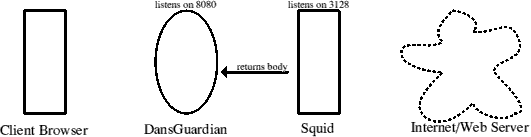 listens on 8080
listens on 3128
returns body
Client Browser
DansGuardian
Squid
Internet/Web Server